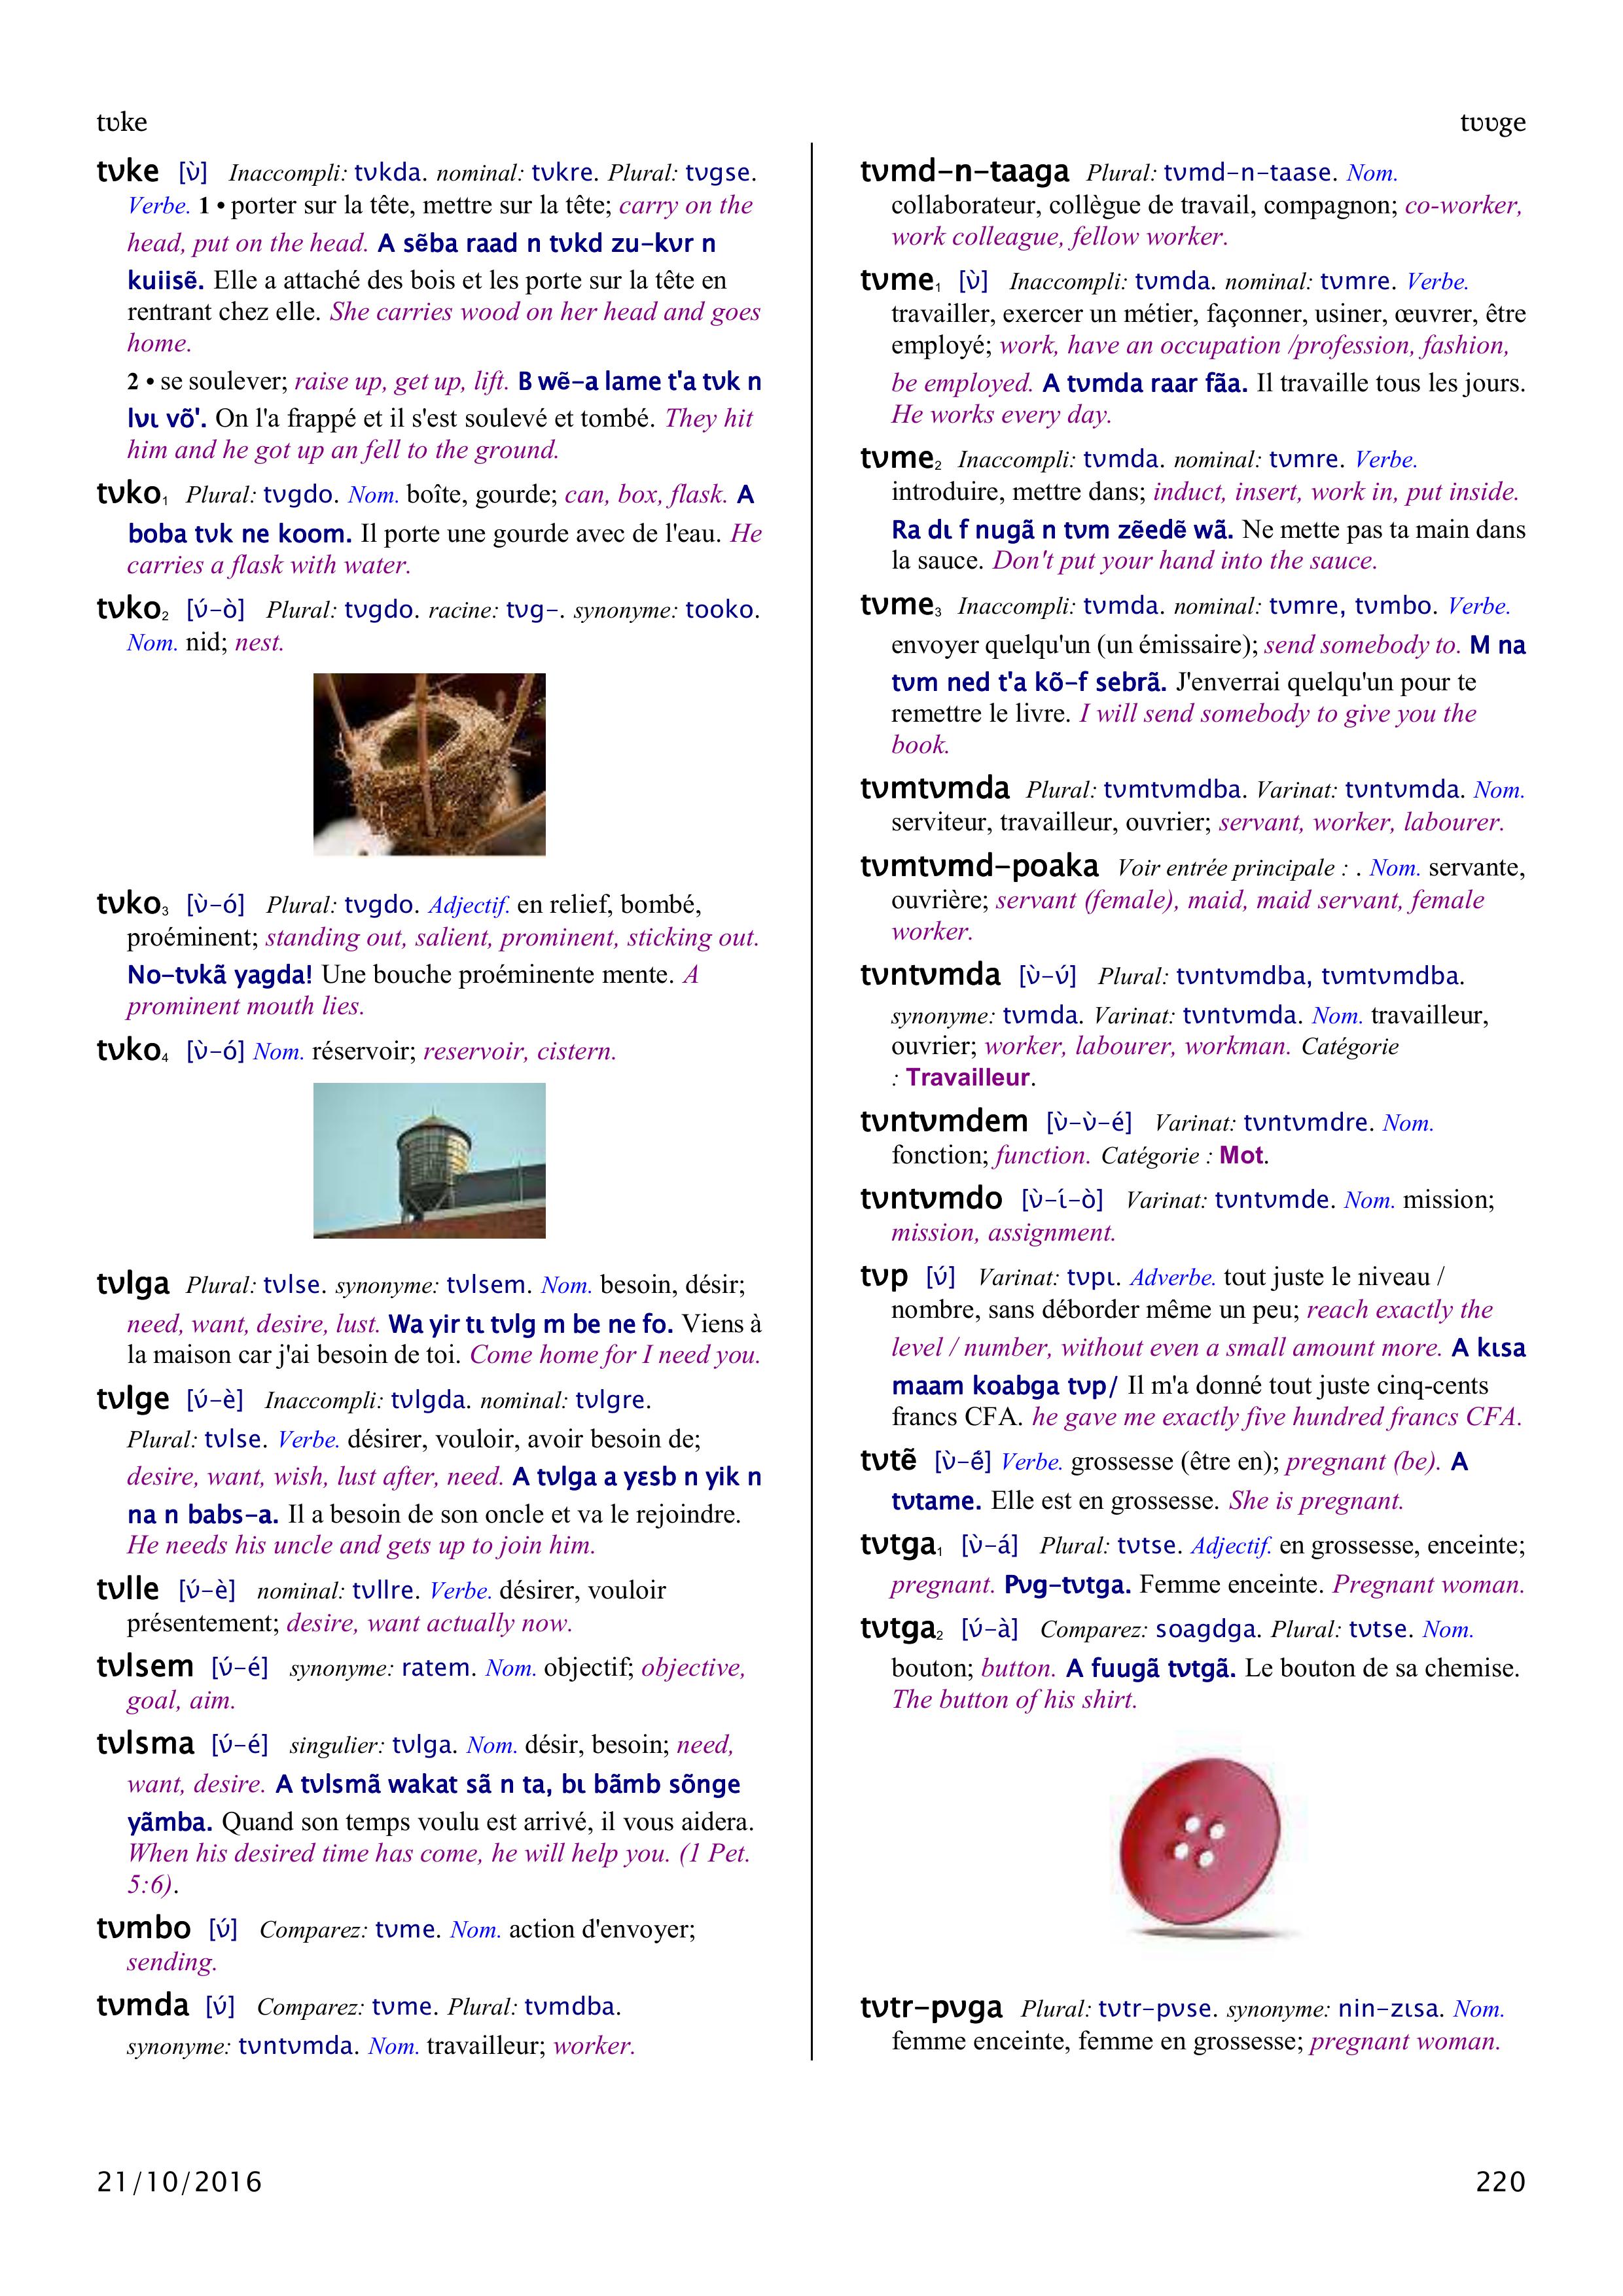 tʋke
tʋʋge
tʋke [ʋ̀] Inaccompli: tʋkda. nominal: tʋkre. Plural: tʋgse.
Verbe. 1 • porter sur la tête, mettre sur la tête; carry on the
head, put on the head. A sẽba raad n tʋkd zu-kʋr n
kuiisẽ. Elle a attaché des bois et les porte sur la tête en
rentrant chez elle. She carries wood on her head and goes
home.
2 • se soulever; raise up, get up, lift. B wẽ-a lame t'a tʋk n
lʋɩ võ'. On l'a frappé et il s'est soulevé et tombé. They hit
him and he got up an fell to the ground.
tʋko₁ Plural: tʋgdo. Nom. boîte, gourde; can, box, flask. A
boba tʋk ne koom. Il porte une gourde avec de l'eau. He
carries a flask with water.
tʋko₂ [ʋ́-ò] Plural: tʋgdo. racine: tʋg-. synonyme: tooko.
Nom. nid; nest.
tʋko₃ [ʋ̀-ó] Plural: tʋgdo. Adjectif. en relief, bombé,
proéminent; standing out, salient, prominent, sticking out.
No-tʋkã yagda! Une bouche proéminente mente. A
prominent mouth lies.
tʋko₄ [ʋ̀-ó] Nom. réservoir; reservoir, cistern.
tʋlga Plural: tʋlse. synonyme: tʋlsem. Nom. besoin, désir;
need, want, desire, lust. Wa yir tɩ tʋlg m be ne fo. Viens à
la maison car j'ai besoin de toi. Come home for I need you.
tʋlge [ʋ́-è] Inaccompli: tʋlgda. nominal: tʋlgre.
Plural: tʋlse. Verbe. désirer, vouloir, avoir besoin de;
desire, want, wish, lust after, need. A tʋlga a yɛsb n yik n
na n babs-a. Il a besoin de son oncle et va le rejoindre.
He needs his uncle and gets up to join him.
tʋlle [ʋ́-è] nominal: tʋllre. Verbe. désirer, vouloir
présentement; desire, want actually now.
tʋlsem [ʋ́-é] synonyme: ratem. Nom. objectif; objective,
goal, aim.
tʋlsma [ʋ́-é] singulier: tʋlga. Nom. désir, besoin; need,
want, desire. A tʋlsmã wakat sã n ta, bɩ bãmb sõnge
yãmba. Quand son temps voulu est arrivé, il vous aidera.
When his desired time has come, he will help you. (1 Pet.
5:6).
tʋmbo [ʋ́] Comparez: tʋme. Nom. action d'envoyer;
sending.
tʋmda [ʋ́] Comparez: tʋme. Plural: tʋmdba.
synonyme: tʋntʋmda. Nom. travailleur; worker.
tʋmd-n-taaga Plural: tʋmd-n-taase. Nom.
collaborateur, collègue de travail, compagnon; co-worker,
work colleague, fellow worker.
tʋme₁ [ʋ̀] Inaccompli: tʋmda. nominal: tʋmre. Verbe.
travailler, exercer un métier, façonner, usiner, œuvrer, être
employé; work, have an occupation /profession, fashion,
be employed. A tʋmda raar fãa. Il travaille tous les jours.
He works every day.
tʋme₂ Inaccompli: tʋmda. nominal: tʋmre. Verbe.
introduire, mettre dans; induct, insert, work in, put inside.
Ra dɩ f nugã n tʋm zẽedẽ wã. Ne mette pas ta main dans
la sauce. Don't put your hand into the sauce.
tʋme₃ Inaccompli: tʋmda. nominal: tʋmre, tʋmbo. Verbe.
envoyer quelqu'un (un émissaire); send somebody to. M na
tʋm ned t'a kõ-f sebrã. J'enverrai quelqu'un pour te
remettre le livre. I will send somebody to give you the
book.
tʋmtʋmda Plural: tʋmtʋmdba. Varinat: tʋntʋmda. Nom.
serviteur, travailleur, ouvrier; servant, worker, labourer.
tʋmtʋmd-poaka Voir entrée principale : . Nom. servante,
ouvrière; servant (female), maid, maid servant, female
worker.
tʋntʋmda [ʋ̀-ʋ́] Plural: tʋntʋmdba, tʋmtʋmdba.
synonyme: tʋmda. Varinat: tʋntʋmda. Nom. travailleur,
ouvrier; worker, labourer, workman. Catégorie
: Travailleur.
tʋntʋmdem [ʋ̀-ʋ̀-é] Varinat: tʋntʋmdre. Nom.
fonction; function. Catégorie : Mot.
tʋntʋmdo [ʋ̀-ɩ́-ò] Varinat: tʋntʋmde. Nom. mission;
mission, assignment.
tʋp [ʋ́] Varinat: tʋpɩ. Adverbe. tout juste le niveau /
nombre, sans déborder même un peu; reach exactly the
level / number, without even a small amount more. A kɩsa
maam koabga tʋp/ Il m'a donné tout juste cinq-cents
francs CFA. he gave me exactly five hundred francs CFA.
tʋtẽ [ʋ̀-ẽ́] Verbe. grossesse (être en); pregnant (be). A
tʋtame. Elle est en grossesse. She is pregnant.
tʋtga₁ [ʋ̀-á] Plural: tʋtse. Adjectif. en grossesse, enceinte;
pregnant. Pʋg-tʋtga. Femme enceinte. Pregnant woman.
tʋtga₂ [ʋ́-à] Comparez: soagdga. Plural: tʋtse. Nom.
bouton; button. A fuugã tʋtgã. Le bouton de sa chemise.
The button of his shirt.
tʋtr-pʋga Plural: tʋtr-pʋse. synonyme: nin-zɩsa. Nom.
femme enceinte, femme en grossesse; pregnant woman.
21/10/2016
220